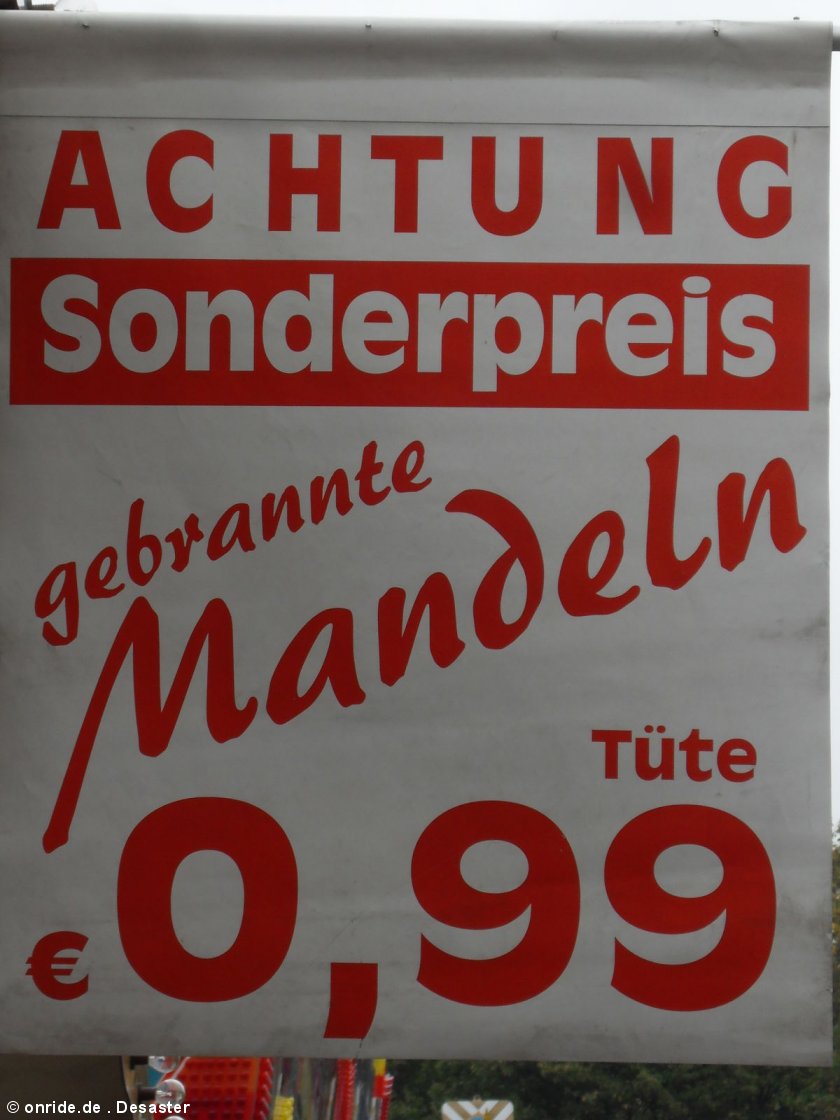 ACHTUNG
Sonderpreis
gebrannte
Mandeln
Tüte
€ 0,99
© onride.de . Desaster